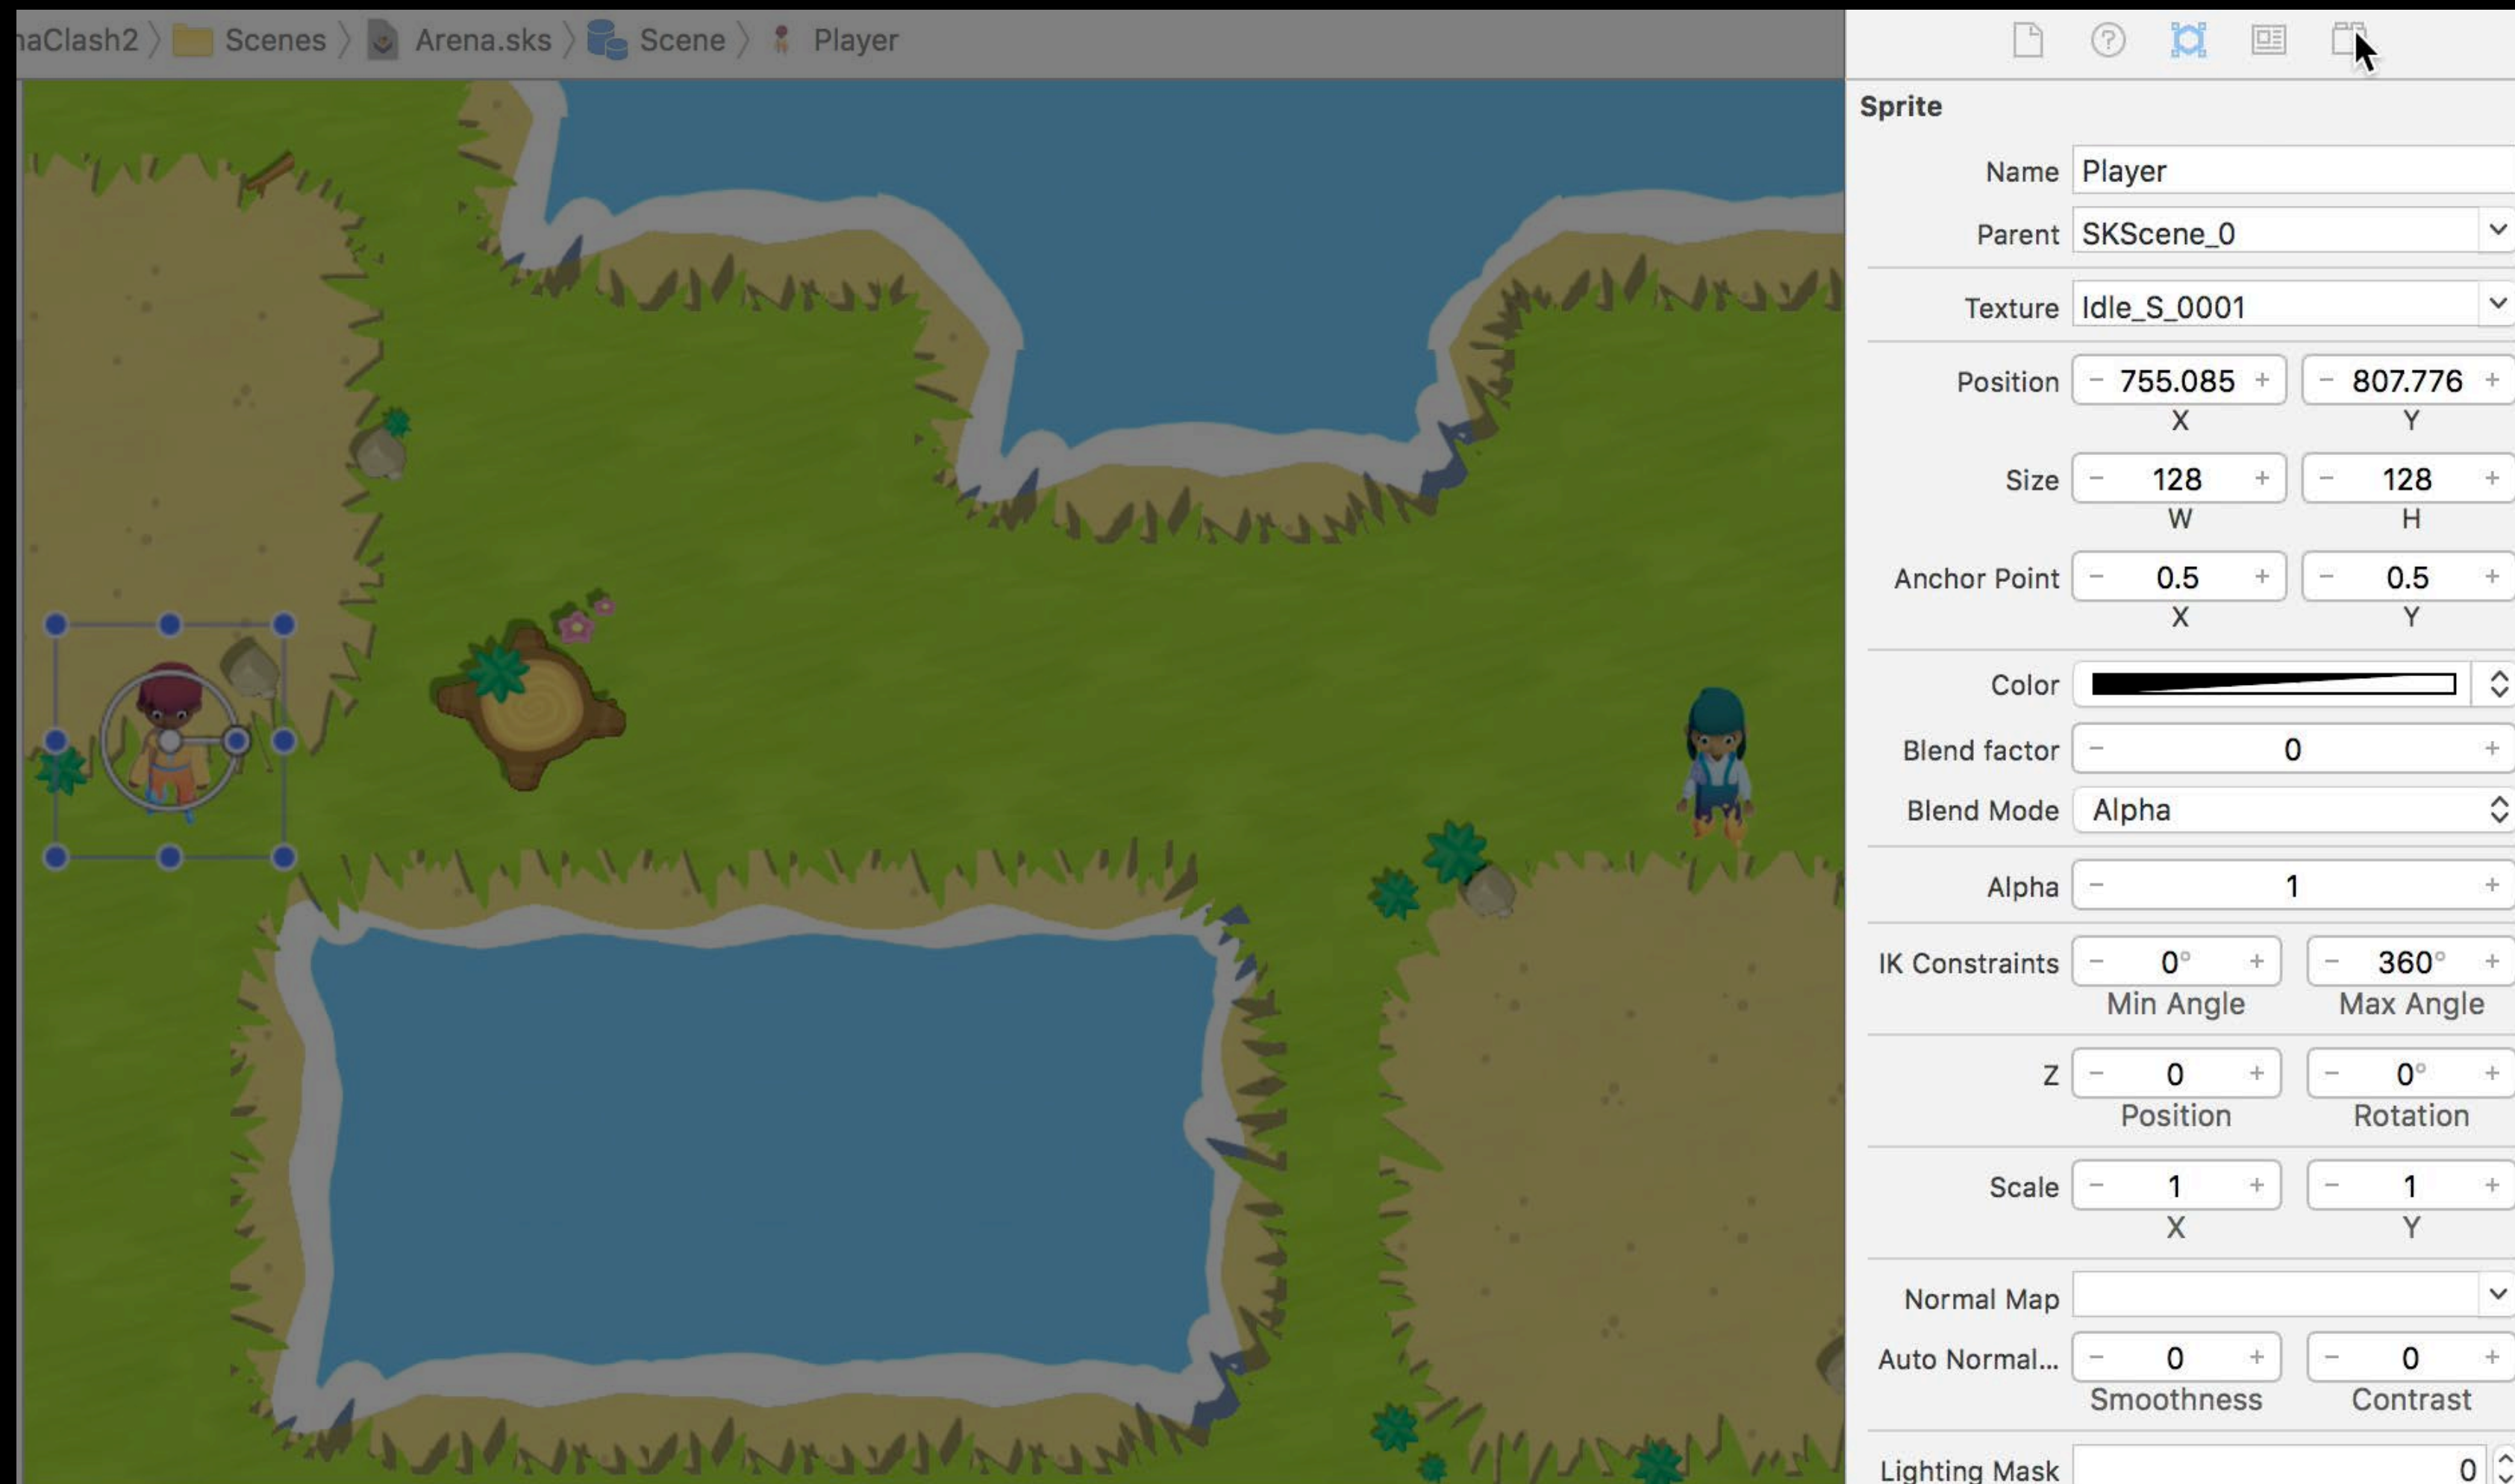 naClash2 〉 Scenes 〉 Arena.sks 〉 Scene 〉 Player
Sprite
Name Player
Parent SKScene_0
Texture Idle_S_0001
Position − 755.085 + − 807.776 +
X Y
Size − 128 + − 128 +
W H
Anchor Point − 0.5 + − 0.5 +
X Y
Color
Blend factor − 0 +
Blend Mode Alpha
Alpha − 1 +
IK Constraints − 0° + − 360° +
Min Angle Max Angle
Z − 0 + − 0° +
Position Rotation
Scale − 1 + − 1 +
X Y
Normal Map
Auto Normal... − 0 + − 0 +
Smoothness Contrast
Lighting Mask 0